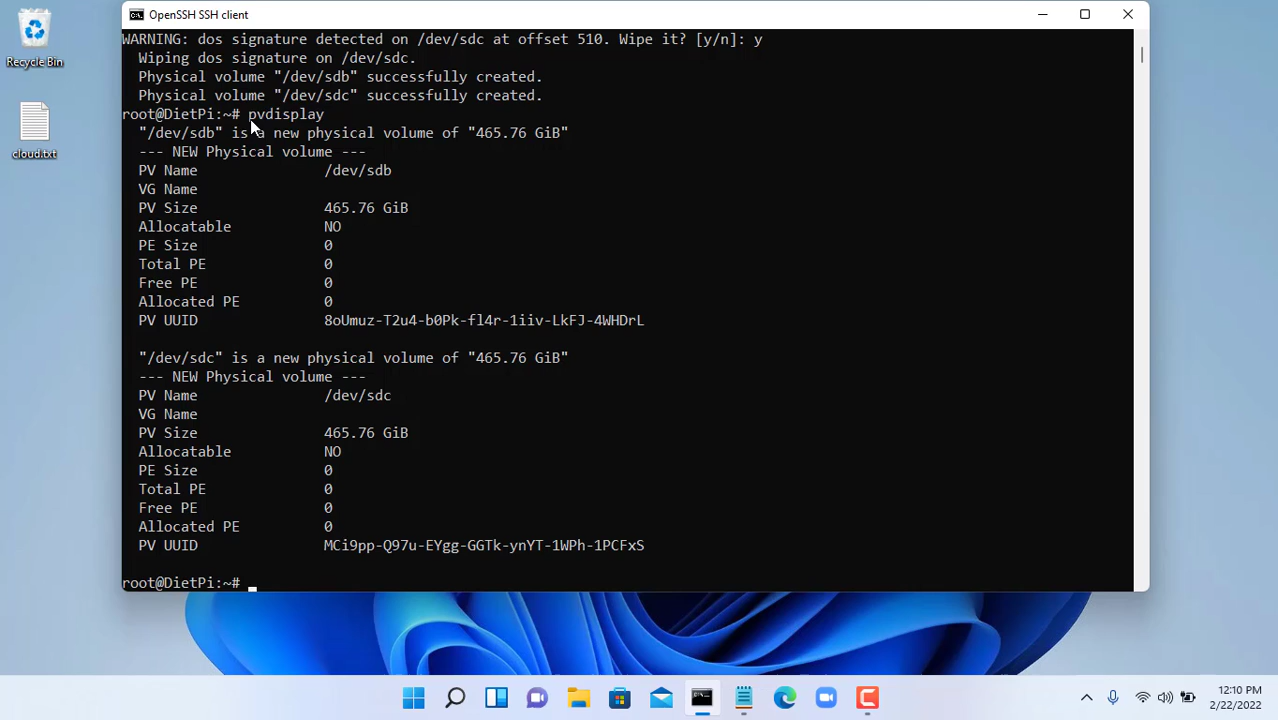 OpenSSH SSH client
Recycle Bin
cloud.txt
WARNING: dos signature detected on /dev/sdc at offset 510. Wipe it? [y/n]: y
Wiping dos signature on /dev/sdc.
Physical volume "/dev/sdb" successfully created.
Physical volume "/dev/sdc" successfully created.
root@DietPi:~# pvdisplay
"/dev/sdb" is a new physical volume of "465.76 GiB"
--- NEW Physical volume ---
PV Name /dev/sdb
VG Name
PV Size 465.76 GiB
Allocatable NO
PE Size 0
Total PE 0
Free PE 0
Allocated PE 0
PV UUID 8oUmuz-T2u4-b0Pk-fl4r-1iiv-LkFJ-4WHDrL
"/dev/sdc" is a new physical volume of "465.76 GiB"
--- NEW Physical volume ---
PV Name /dev/sdc
VG Name
PV Size 465.76 GiB
Allocatable NO
PE Size 0
Total PE 0
Free PE 0
Allocated PE 0
PV UUID MCi9pp-Q97u-EYgg-GGTk-ynYT-1WPh-1PCFxS
root@DietPi:~#
12:10 PM
2/22/2022